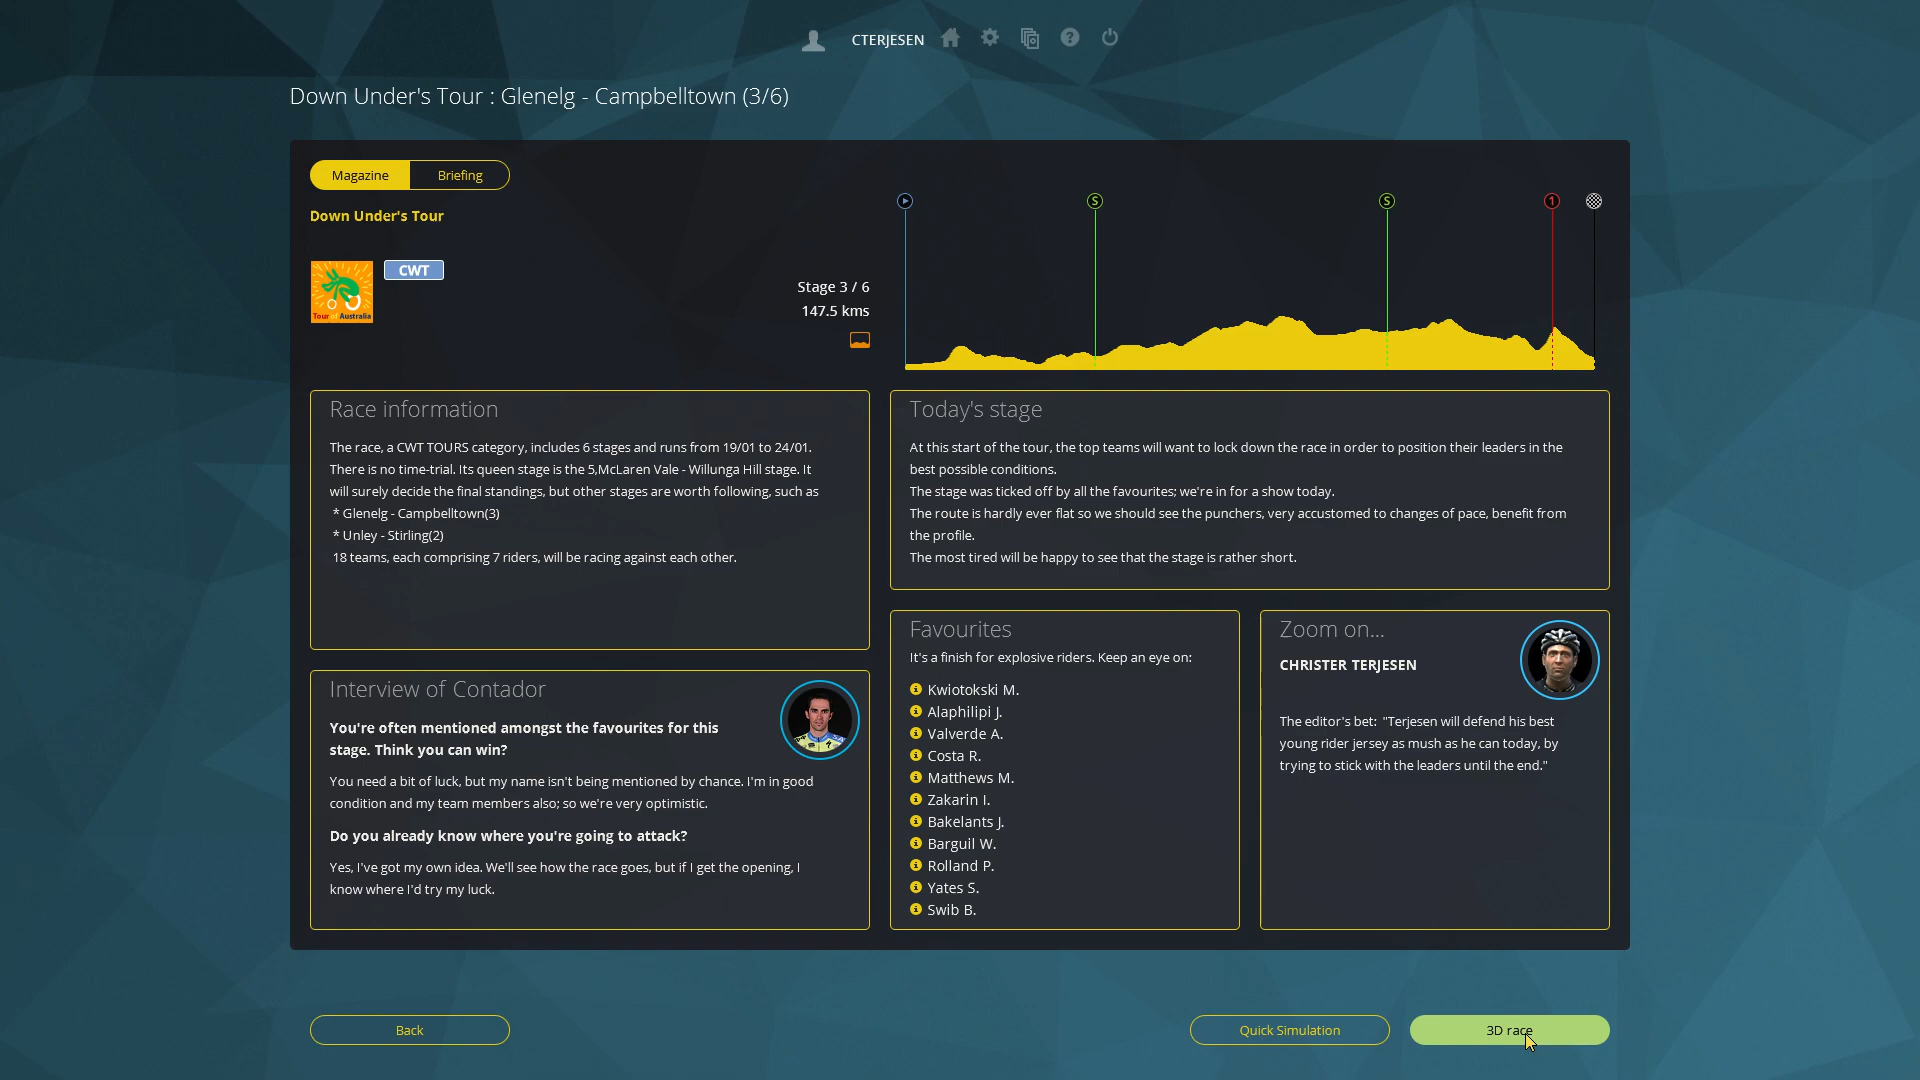 CTERJESEN
Down Under's Tour : Glenelg - Campbelltown (3/6)
Magazine
Briefing
Down Under's Tour
CWT
Tour of Australia
Stage 3 / 6
147.5 kms
S
S
1
Race information
The race, a CWT TOURS category, includes 6 stages and runs from 19/01 to 24/01.
There is no time-trial. Its queen stage is the 5,McLaren Vale - Willunga Hill stage. It
will surely decide the final standings, but other stages are worth following, such as
* Glenelg - Campbelltown(3)
* Unley - Stirling(2)
18 teams, each comprising 7 riders, will be racing against each other.
Today's stage
At this start of the tour, the top teams will want to lock down the race in order to position their leaders in the
best possible conditions.
The stage was ticked off by all the favourites; we're in for a show today.
The route is hardly ever flat so we should see the punchers, very accustomed to changes of pace, benefit from
the profile.
The most tired will be happy to see that the stage is rather short.
Interview of Contador
You're often mentioned amongst the favourites for this
stage. Think you can win?
You need a bit of luck, but my name isn't being mentioned by chance. I'm in good
condition and my team members also; so we're very optimistic.
Do you already know where you're going to attack?
Yes, I've got my own idea. We'll see how the race goes, but if I get the opening, I
know where I'd try my luck.
Favourites
It's a finish for explosive riders. Keep an eye on:
Kwiotokski M.
Alaphilipi J.
Valverde A.
Costa R.
Matthews M.
Zakarin I.
Bakelants J.
Barguil W.
Rolland P.
Yates S.
Swib B.
Zoom on...
CHRISTER TERJESEN
The editor's bet:  "Terjesen will defend his best
young rider jersey as mush as he can today, by
trying to stick with the leaders until the end."
Back
Quick Simulation
3D race